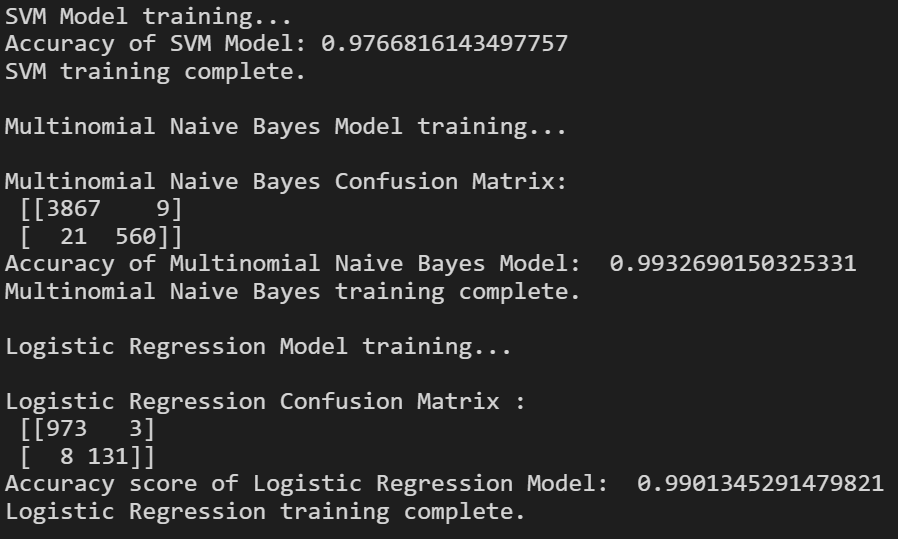 SVM Model training...
Accuracy of SVM Model: 0.9766816143497757
SVM training complete.
Multinomial Naive Bayes Model training...
Multinomial Naive Bayes Confusion Matrix:
[[3867    9]
[  21  560]]
Accuracy of Multinomial Naive Bayes Model:  0.9932690150325331
Multinomial Naive Bayes training complete.
Logistic Regression Model training...
Logistic Regression Confusion Matrix :
[[973   3]
[  8 131]]
Accuracy score of Logistic Regression Model:  0.9901345291479821
Logistic Regression training complete.